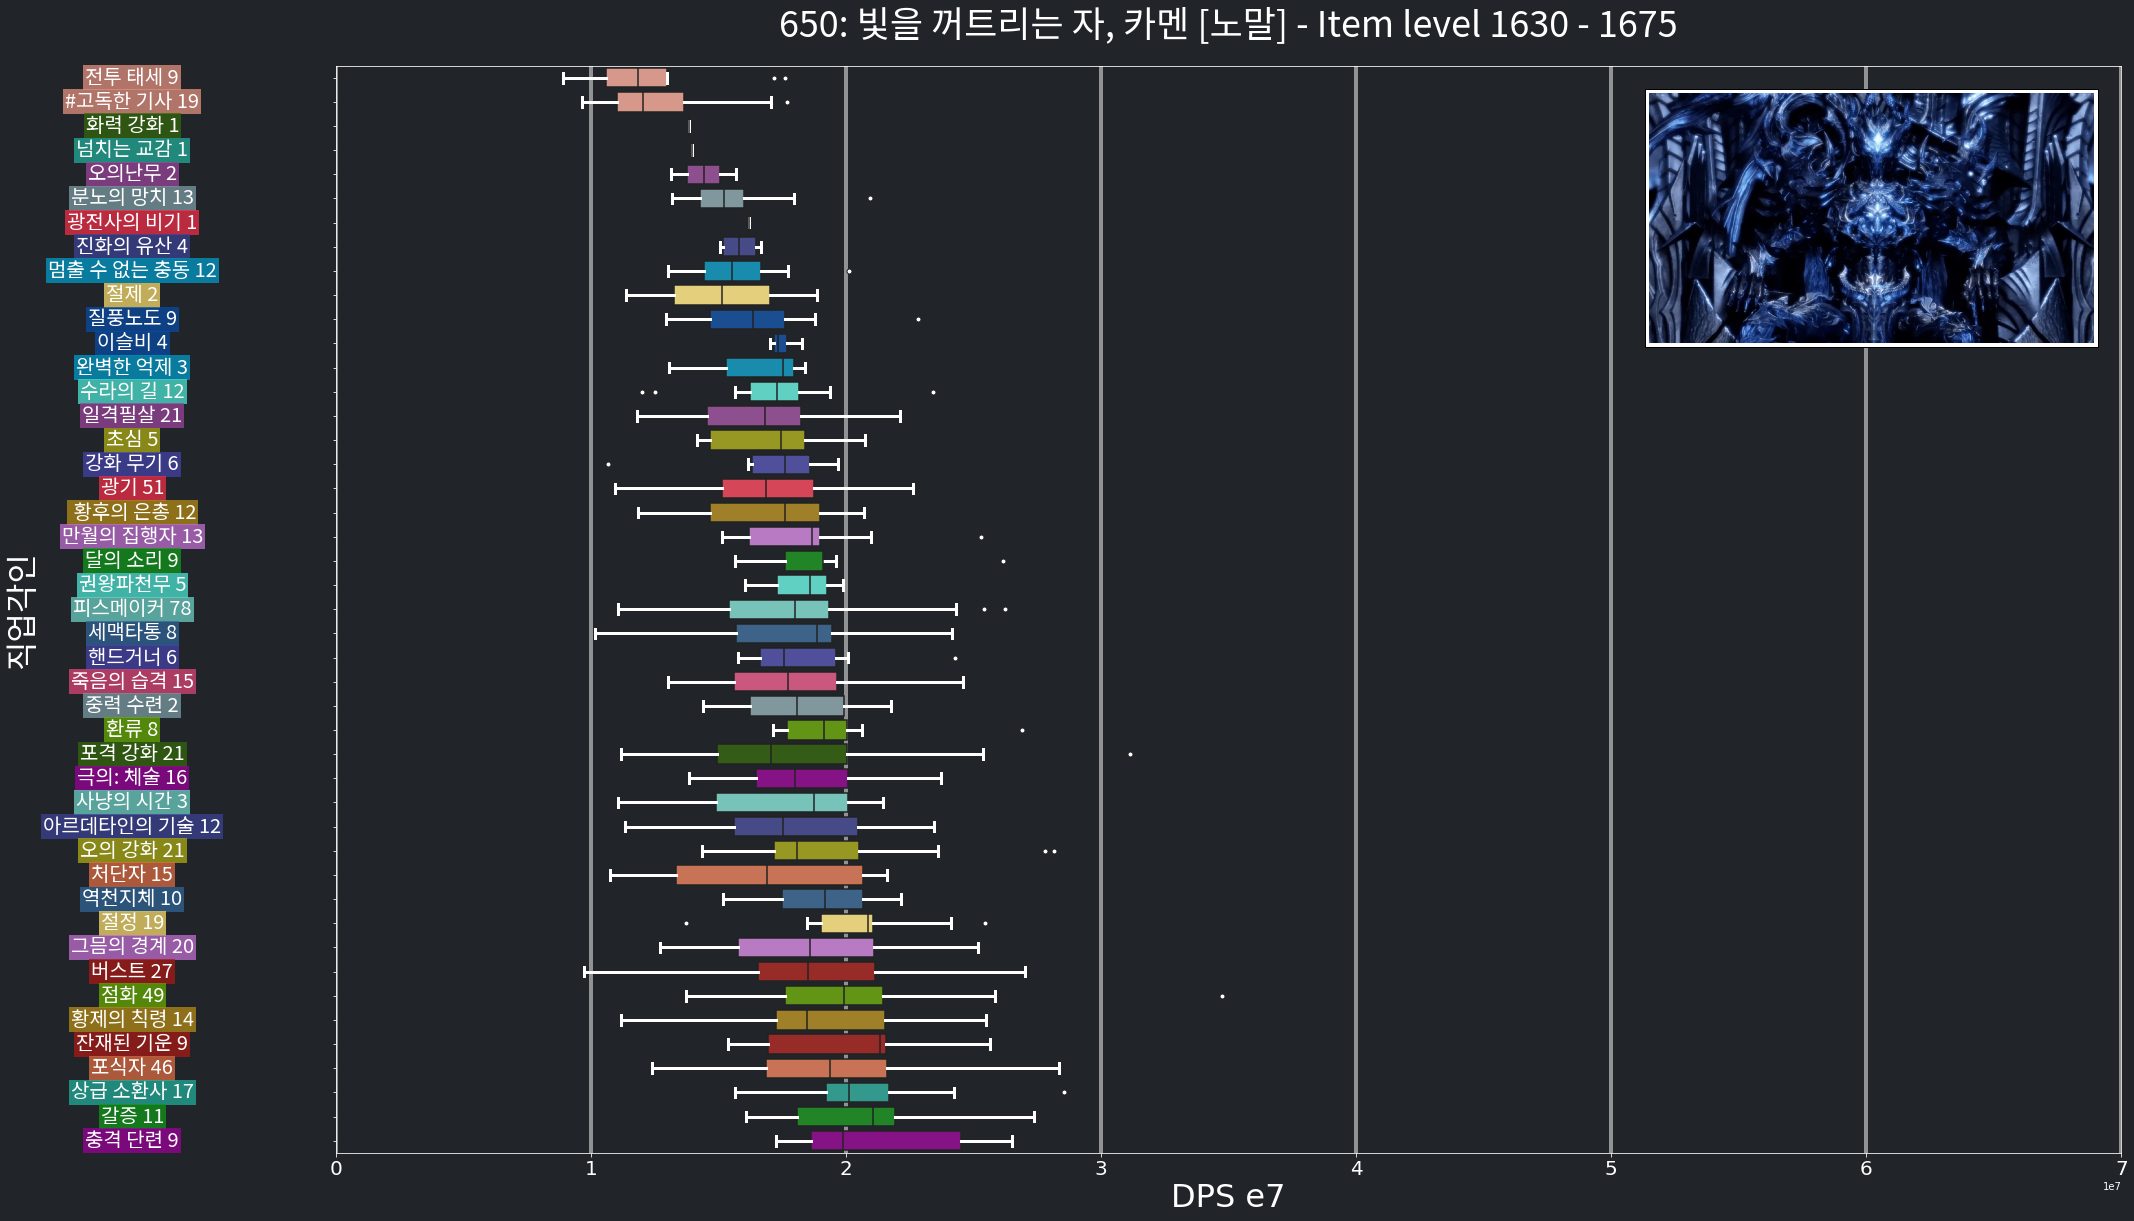 650: 빛을 꺼트리는 자, 카멘 [노말] - Item level 1630 - 1675
직업각인
전투 태세 9
#고독한 기사 19
화력 강화 1
넘치는 교감 1
오의난무 2
분노의 망치 13
광전사의 비기 1
진화의 유산 4
멈출 수 없는 충동 12
절제 2
질풍노도 9
이슬비 4
완벽한 억제 3
수라의 길 12
일격필살 21
초심 5
강화 무기 6
광기 51
황후의 은총 12
만월의 집행자 13
달의 소리 9
권왕파천무 5
피스메이커 78
세맥타통 8
핸드거너 6
죽음의 습격 15
중력 수련 2
환류 8
포격 강화 21
극의: 체술 16
사냥의 시간 3
아르데타인의 기술 12
오의 강화 21
처단자 15
역천지체 10
절정 19
그믐의 경계 20
버스트 27
점화 49
황제의 칙령 14
잔재된 기운 9
포식자 46
상급 소환사 17
갈증 11
충격 단련 9
0 1 2 3 4 5 6 7
1e7
DPS e7